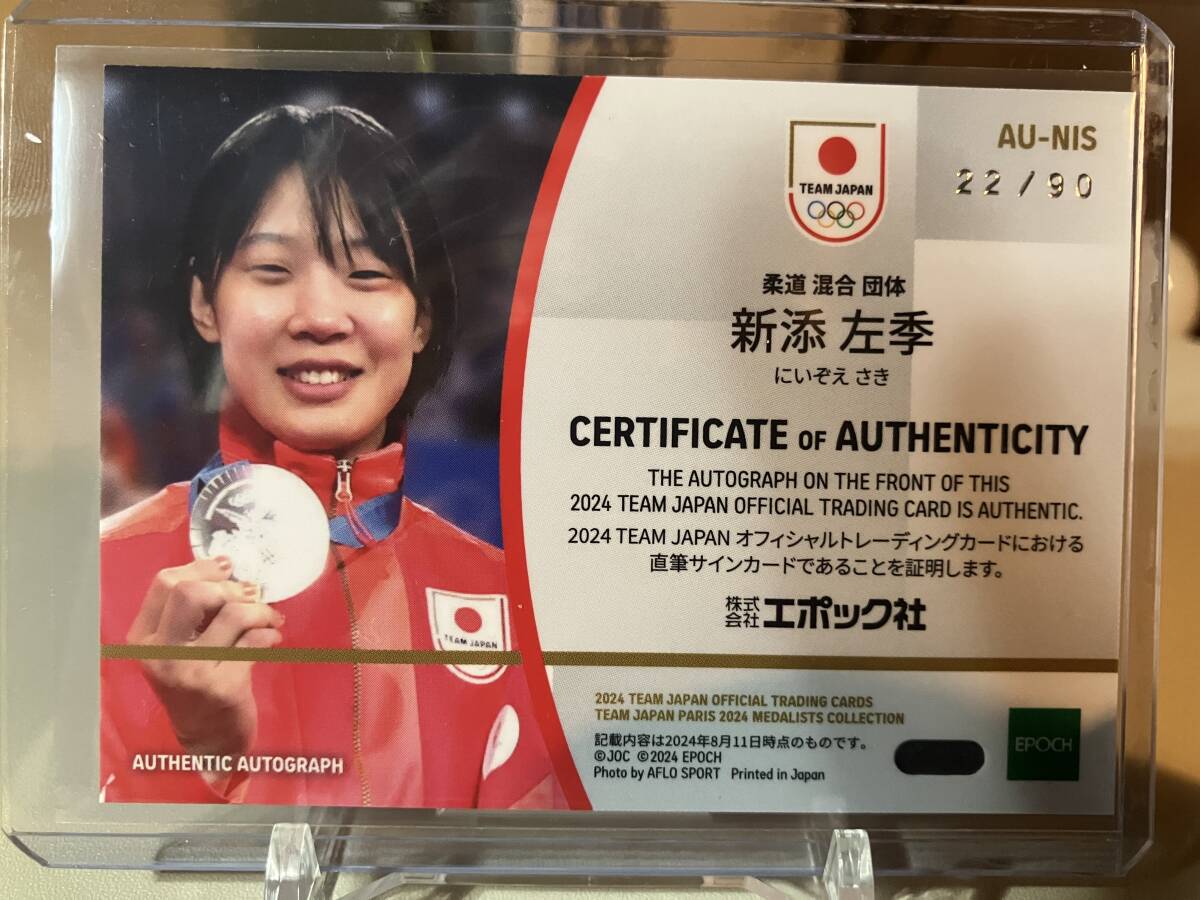 AU-NIS
22/90
TEAM JAPAN
柔道 混合 団体
新添 左季
にいぞえ さき
CERTIFICATE OF AUTHENTICITY
THE AUTOGRAPH ON THE FRONT OF THIS
2024 TEAM JAPAN OFFICIAL TRADING CARD IS AUTHENTIC.
2024 TEAM JAPAN オフィシャルトレーディングカードにおける
直筆サインカードであることを証明します。
株式会社エポック社
TEAM JAPAN
AUTHENTIC AUTOGRAPH
2024 TEAM JAPAN OFFICIAL TRADING CARDS
TEAM JAPAN PARIS 2024 MEDALISTS COLLECTION
記載内容は2024年8月11日時点のものです。
©JOC ©2024 EPOCH
Photo by AFLO SPORT Printed in Japan
EPOCH